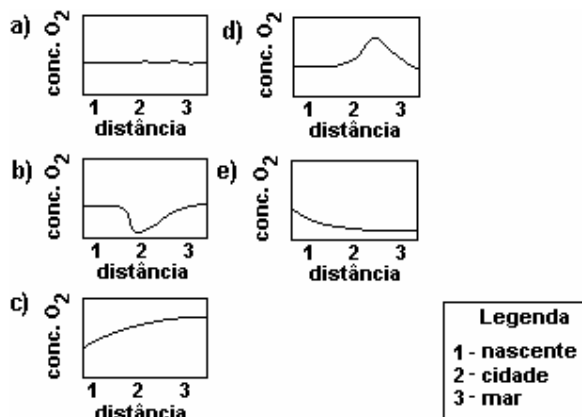 a)
conc. O2
1 2 3
distância
d)
conc. O2
1 2 3
distância
b)
conc. O2
1 2 3
distância
e)
conc. O2
1 2 3
distância
c)
conc. O2
1 2 3
distância
Legenda
1 - nascente
2 - cidade
3 - mar